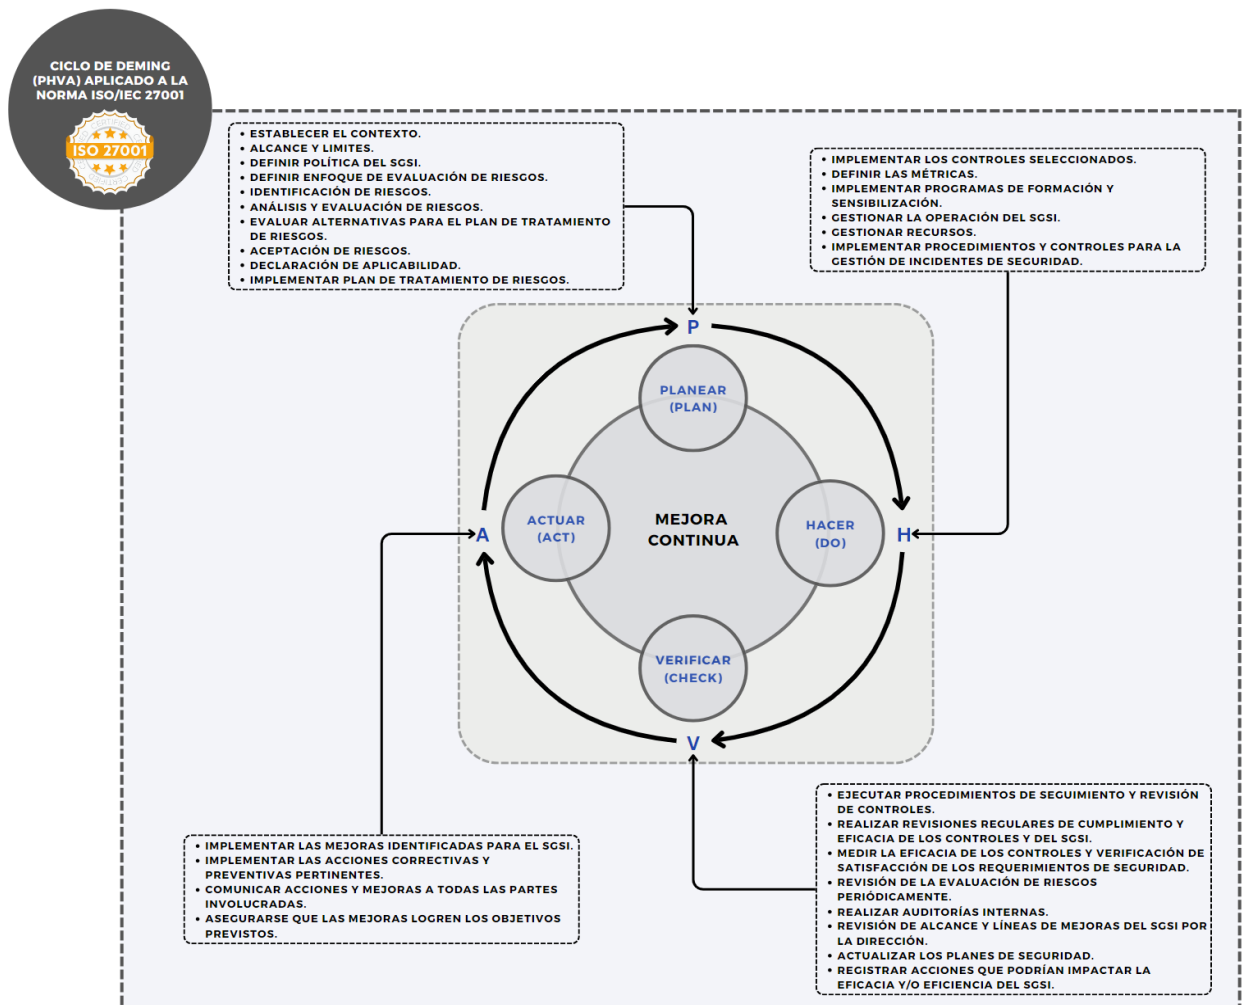 CICLO DE DEMING
(PHVA) APLICADO A LA
NORMA ISO/IEC 27001
CERTIFIED
ISO 27001
CERTIFIED
• ESTABLECER EL CONTEXTO.
• ALCANCE Y LIMITES.
• DEFINIR POLÍTICA DEL SGSI.
• DEFINIR ENFOQUE DE EVALUACIÓN DE RIESGOS.
• IDENTIFICACIÓN DE RIESGOS.
• ANÁLISIS Y EVALUACIÓN DE RIESGOS.
• EVALUAR ALTERNATIVAS PARA EL PLAN DE TRATAMIENTO
DE RIESGOS.
• ACEPTACIÓN DE RIESGOS.
• DECLARACIÓN DE APLICABILIDAD.
• IMPLEMENTAR PLAN DE TRATAMIENTO DE RIESGOS.
• IMPLEMENTAR LOS CONTROLES SELECCIONADOS.
• DEFINIR LAS MÉTRICAS.
• IMPLEMENTAR PROGRAMAS DE FORMACIÓN Y
SENSIBILIZACIÓN.
• GESTIONAR LA OPERACIÓN DEL SGSI.
• GESTIONAR RECURSOS.
• IMPLEMENTAR PROCEDIMIENTOS Y CONTROLES PARA LA
GESTIÓN DE INCIDENTES DE SEGURIDAD.
P
PLANEAR
(PLAN)
A
ACTUAR
(ACT)
MEJORA
CONTINUA
HACER
(DO)
H
VERIFICAR
(CHECK)
V
• IMPLEMENTAR LAS MEJORAS IDENTIFICADAS PARA EL SGSI.
• IMPLEMENTAR LAS ACCIONES CORRECTIVAS Y
PREVENTIVAS PERTINENTES.
• COMUNICAR ACCIONES Y MEJORAS A TODAS LAS PARTES
INVOLUCRADAS.
• ASEGURARSE QUE LAS MEJORAS LOGREN LOS OBJETIVOS
PREVISTOS.
• EJECUTAR PROCEDIMIENTOS DE SEGUIMIENTO Y REVISIÓN
DE CONTROLES.
• REALIZAR REVISIONES REGULARES DE CUMPLIMIENTO Y
EFICACIA DE LOS CONTROLES Y DEL SGSI.
• MEDIR LA EFICACIA DE LOS CONTROLES Y VERIFICACIÓN DE
SATISFACCIÓN DE LOS REQUERIMIENTOS DE SEGURIDAD.
• REVISIÓN DE LA EVALUACIÓN DE RIESGOS
PERIÓDICAMENTE.
• REALIZAR AUDITORÍAS INTERNAS.
• REVISIÓN DE ALCANCE Y LÍNEAS DE MEJORAS DEL SGSI POR
LA DIRECCIÓN.
• ACTUALIZAR LOS PLANES DE SEGURIDAD.
• REGISTRAR ACCIONES QUE PODRÍAN IMPACTAR LA
EFICACIA Y/O EFICIENCIA DEL SGSI.